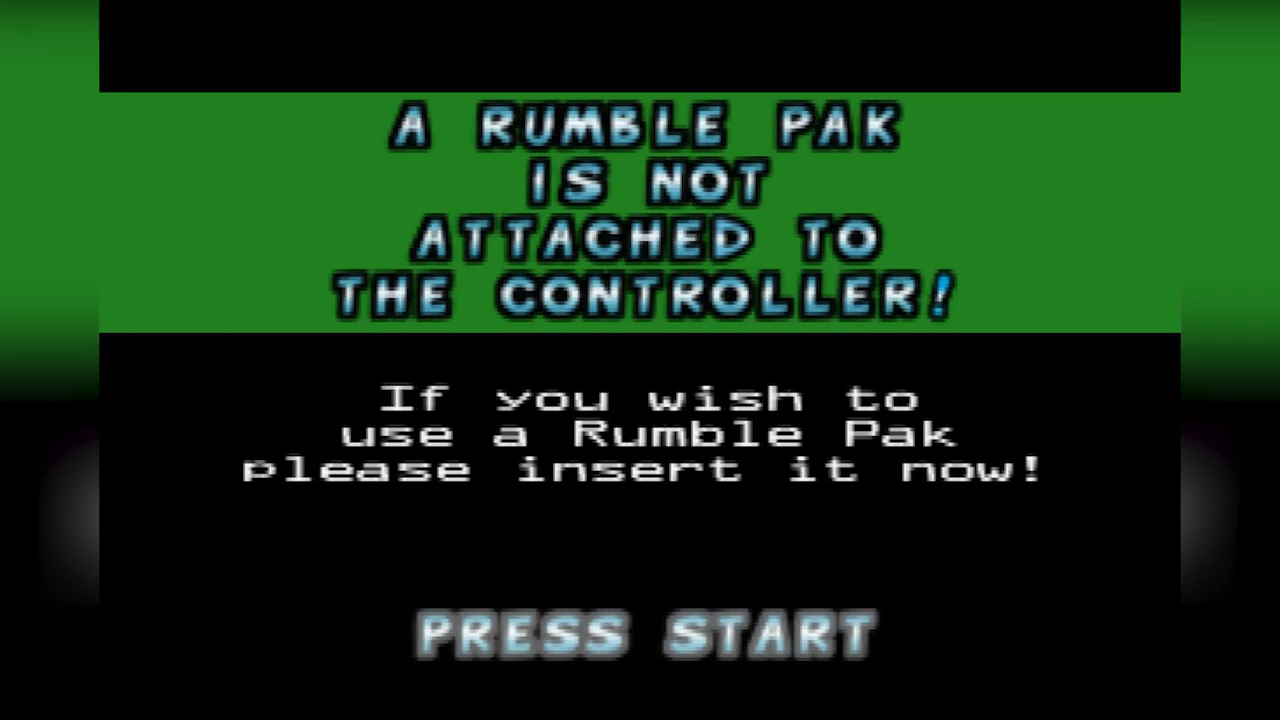 A RUMBLE PAK
IS NOT
ATTACHED TO
THE CONTROLLER!
If you wish to
use a Rumble Pak
please insert it now!
PRESS START